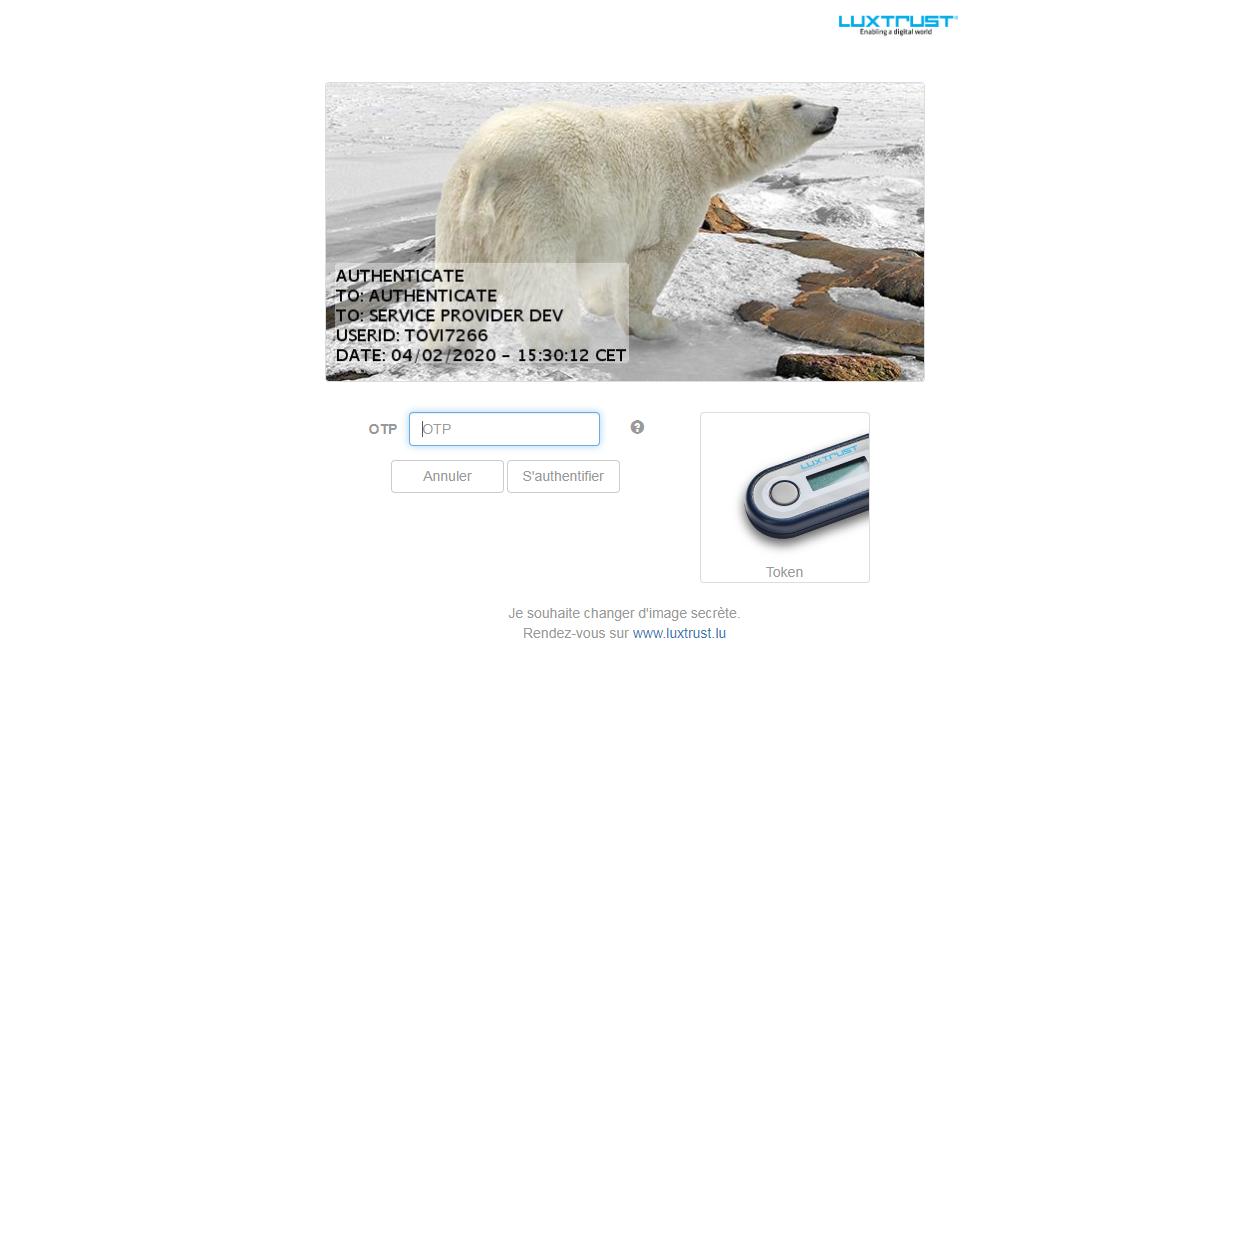 LUXTRUST
Enabling a digital world
AUTHENTICATE
TO: AUTHENTICATE
TO: SERVICE PROVIDER DEV
USERID: TOVI7266
DATE: 04/02/2020 - 15:30:12 CET
OTP OTP ?
Annuler S'authentifier
LUXTRUST
Token
Je souhaite changer d'image secrète.
Rendez-vous sur www.luxtrust.lu